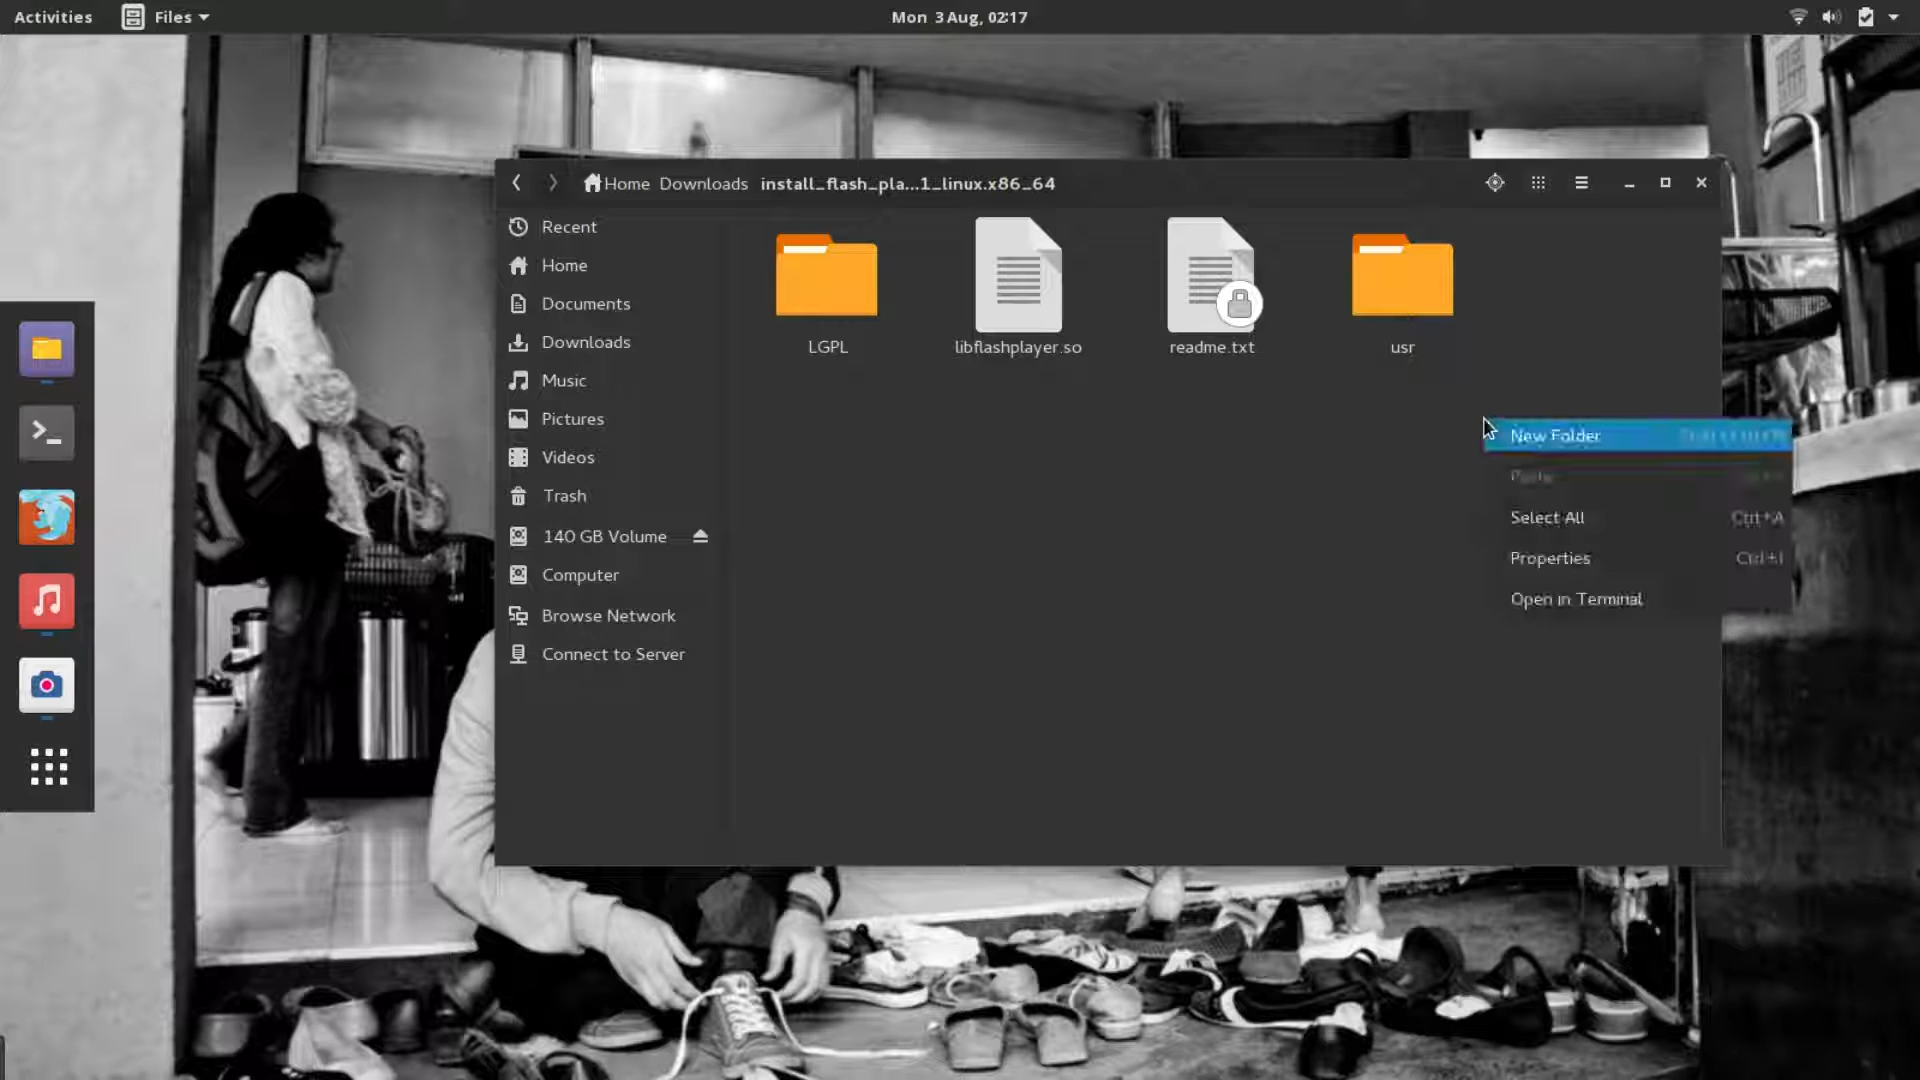 Activities Files Mon 3 Aug, 02:17
Home Downloads install_flash_pla...1_linux.x86_64
Recent
Home
Documents
Downloads
Music
Pictures
Videos
Trash
140 GB Volume
Computer
Browse Network
Connect to Server
LGPL libflashplayer.so readme.txt usr
New Folder
Paste
Select All Ctrl+A
Properties Ctrl+I
Open in Terminal